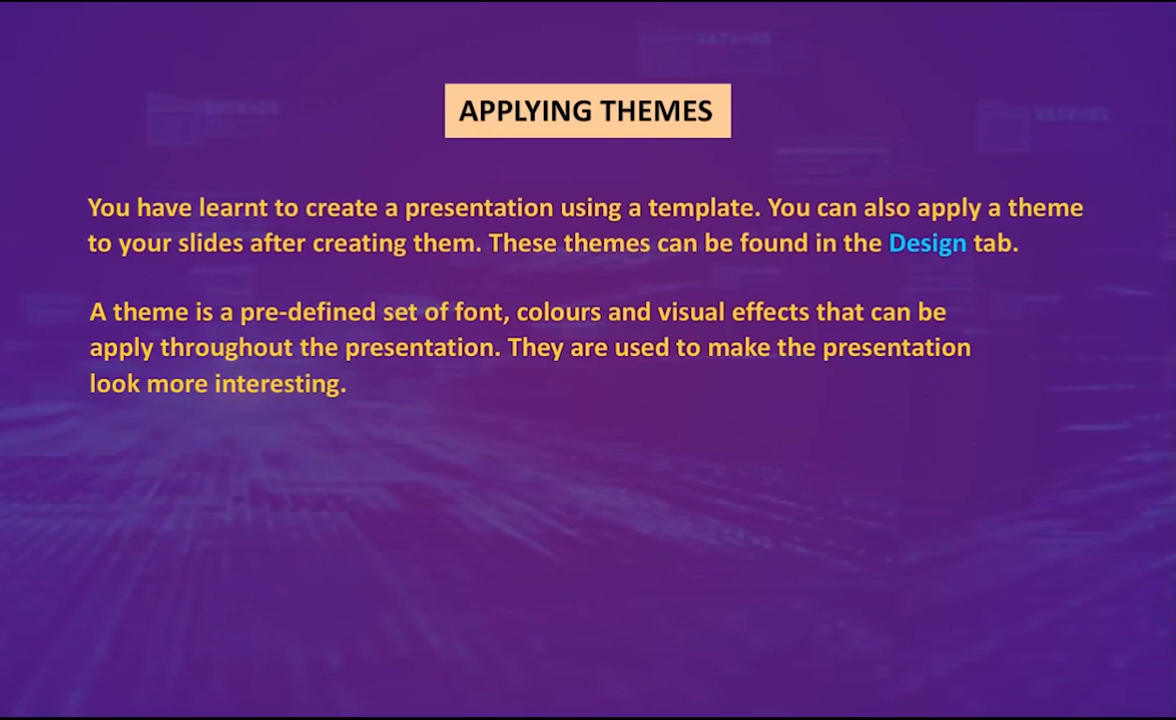 APPLYING THEMES
You have learnt to create a presentation using a template. You can also apply a theme
to your slides after creating them. These themes can be found in the Design tab.
A theme is a pre-defined set of font, colours and visual effects that can be
apply throughout the presentation. They are used to make the presentation
look more interesting.